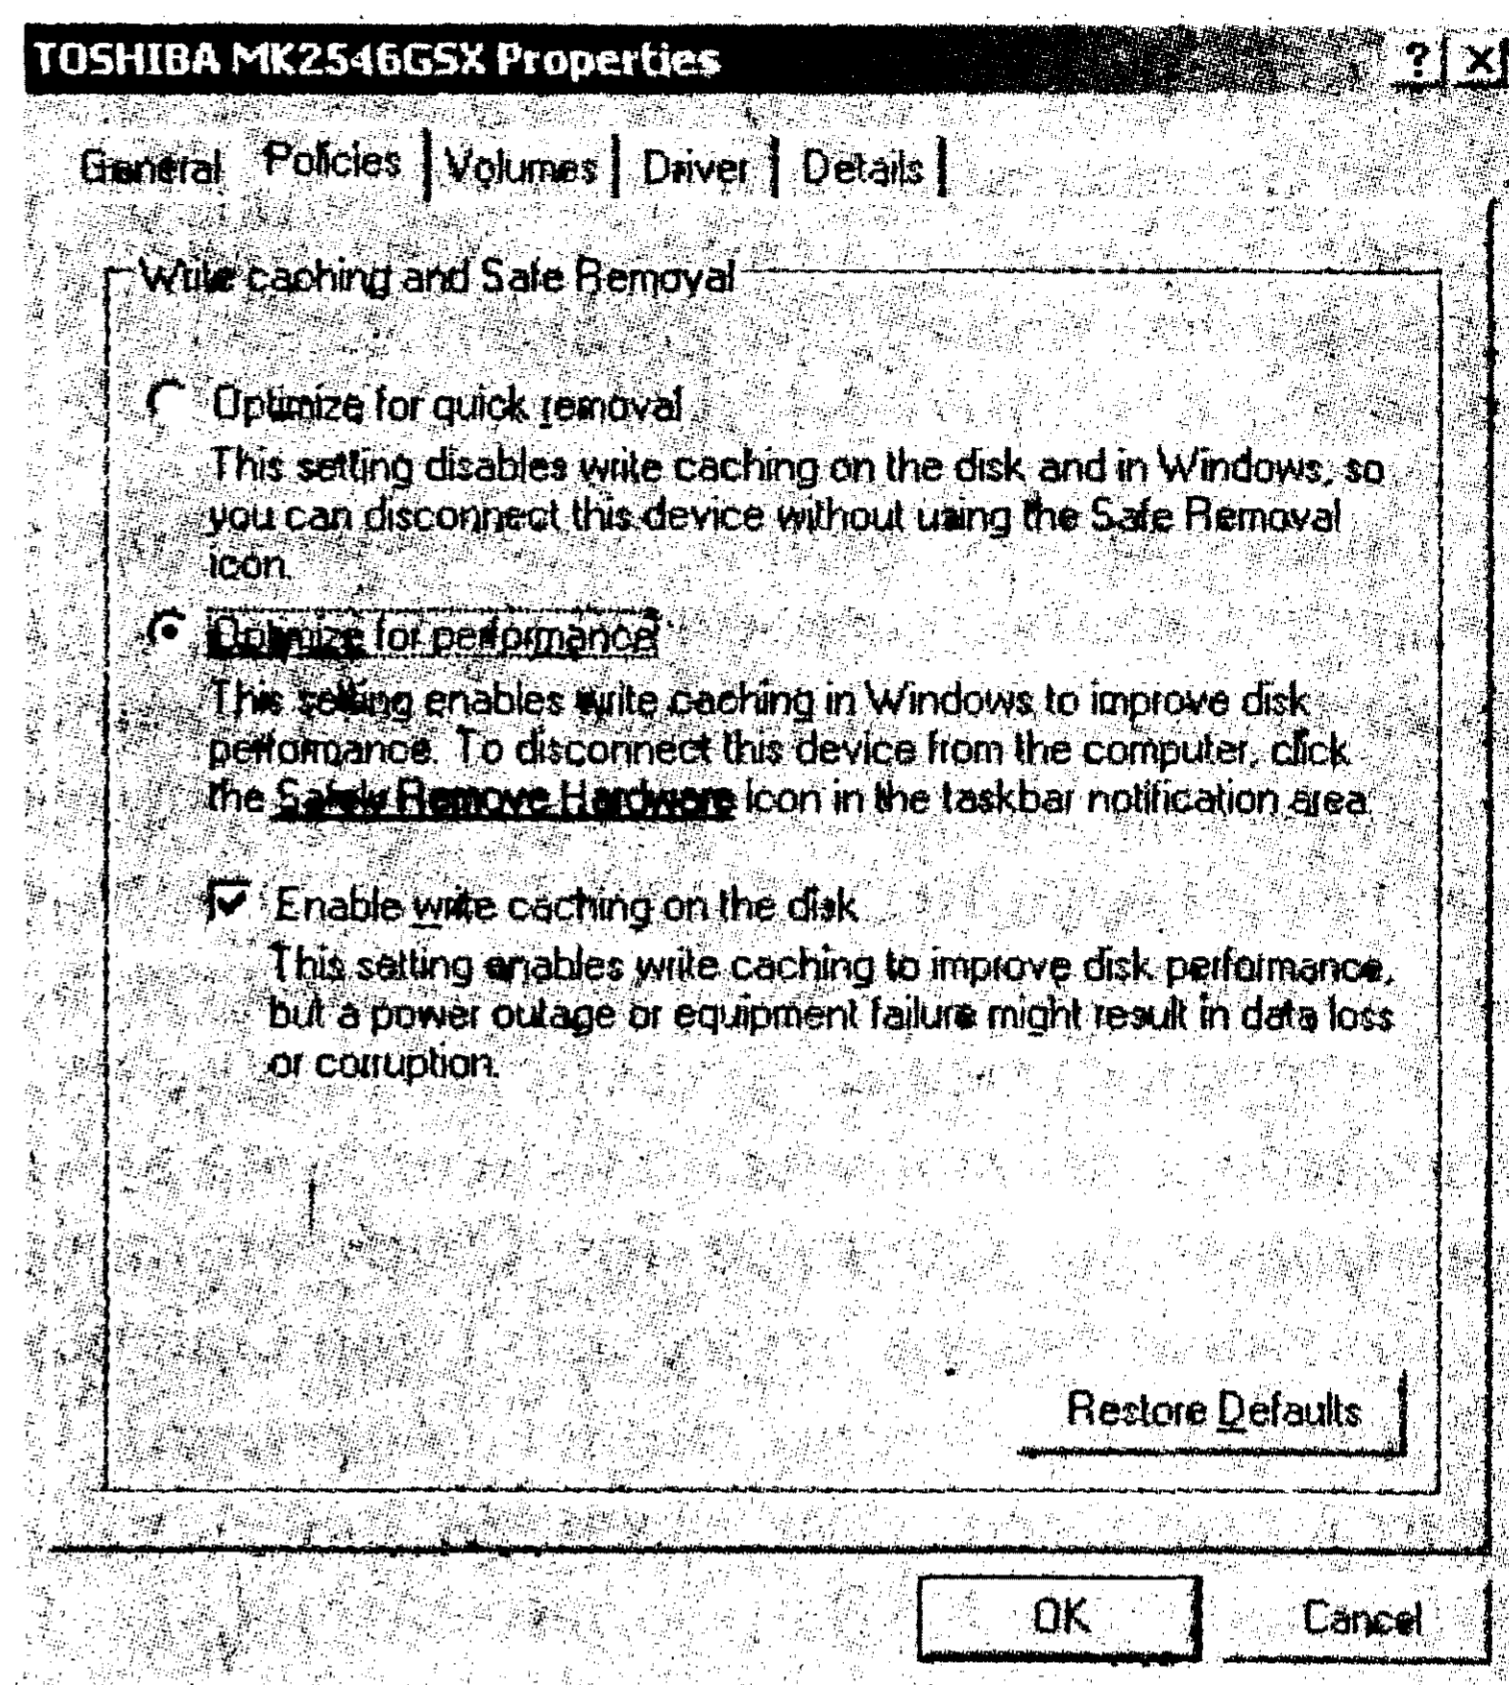 TOSHIBA MK2546GSX Properties
? X
General Policies Volumes Driver Details
Write caching and Safe Removal
Optimize for quick removal
This setting disables write caching on the disk and in Windows, so
you can disconnect this device without using the Safe Removal
icon.
Optimize for performance
This setting enables write caching in Windows to improve disk
performance. To disconnect this device from the computer, click
the Safely Remove Hardware icon in the taskbar notification area.
Enable write caching on the disk
This setting enables write caching to improve disk performance,
but a power outage or equipment failure might result in data loss
or corruption.
Restore Defaults
OK Cancel